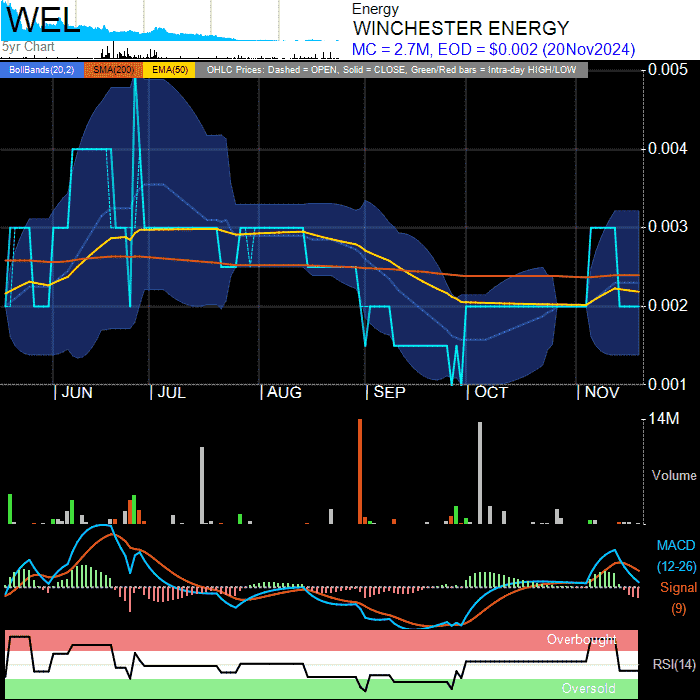 WEL
5yr Chart
Energy
WINCHESTER ENERGY
MC = 2.7M, EOD = $0.002 (20Nov2024)
BollBands(20,2) SMA(200) EMA(50) OHLC Prices: Dashed = OPEN, Solid = CLOSE, Green/Red bars = Intra-day HIGH/LOW
0.005
0.004
0.003
0.002
0.001
JUN JUL AUG SEP OCT NOV
14M
Volume
MACD
(12-26)
Signal
(9)
Overbought
RSI(14)
Oversold